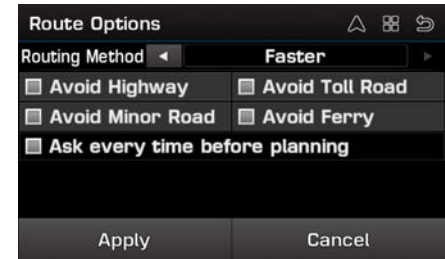 Route Options
Routing Method Faster
Avoid Highway Avoid Toll Road
Avoid Minor Road Avoid Ferry
Ask every time before planning
Apply Cancel